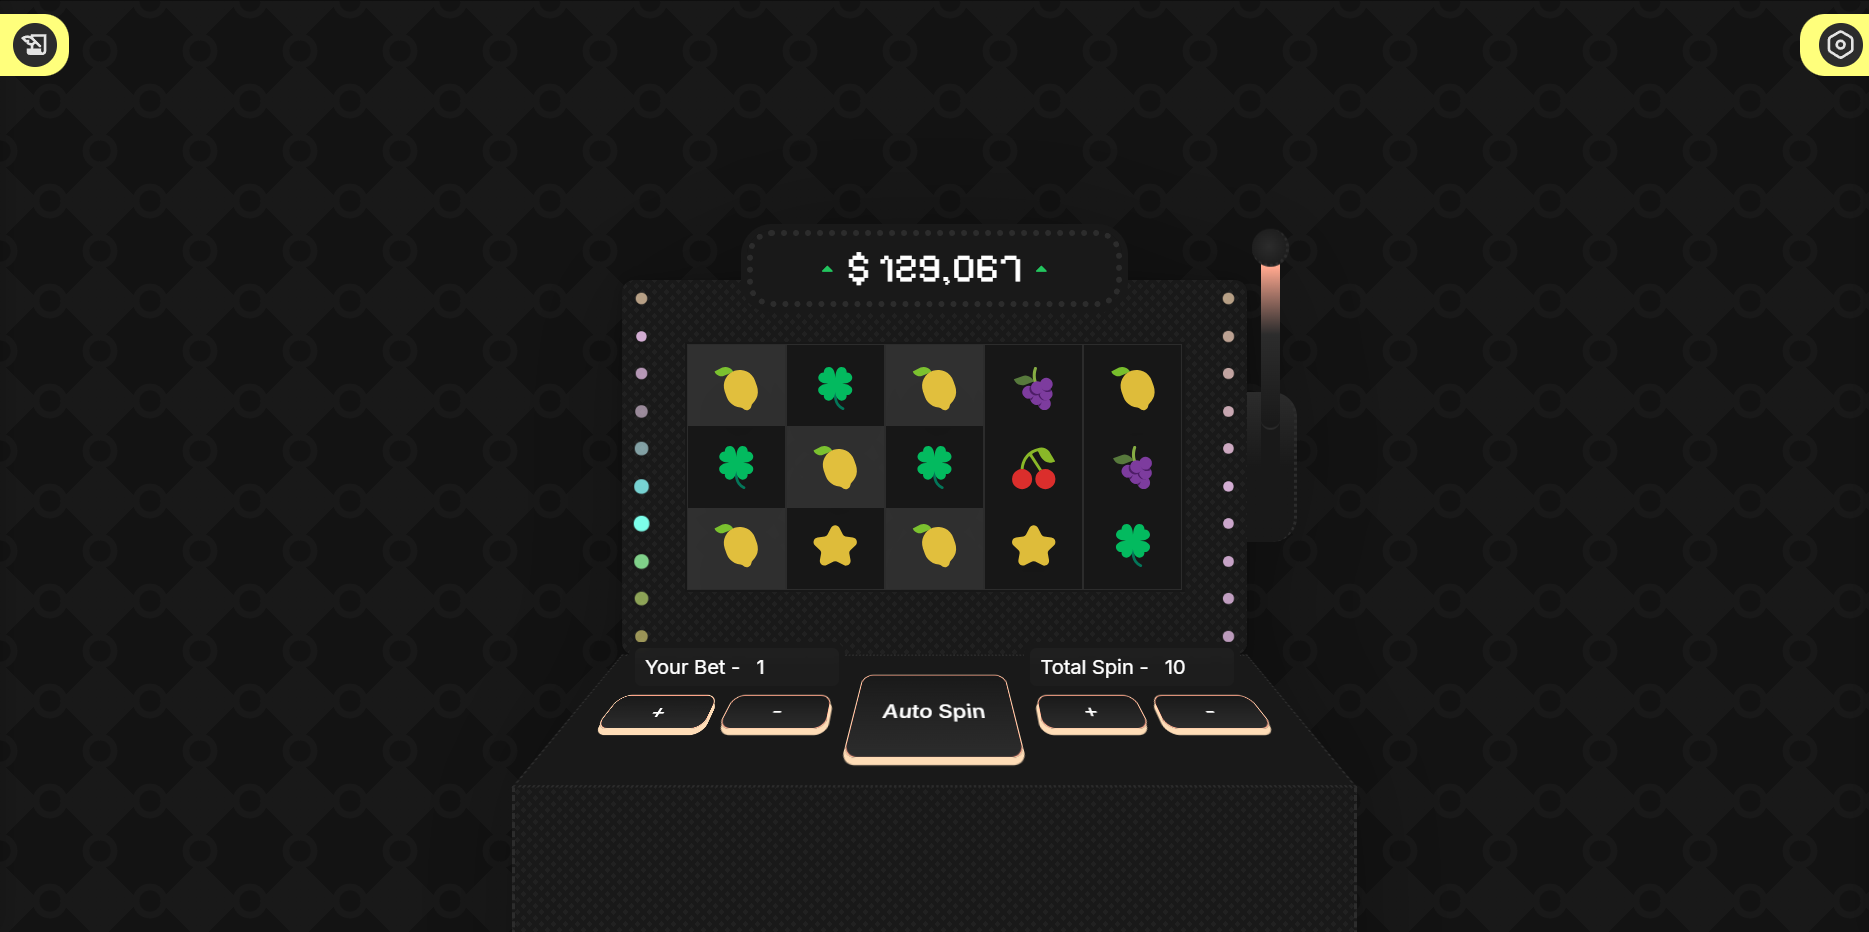 $ 129,067
Your Bet - 1
Total Spin - 10
+
-
Auto Spin
+
-